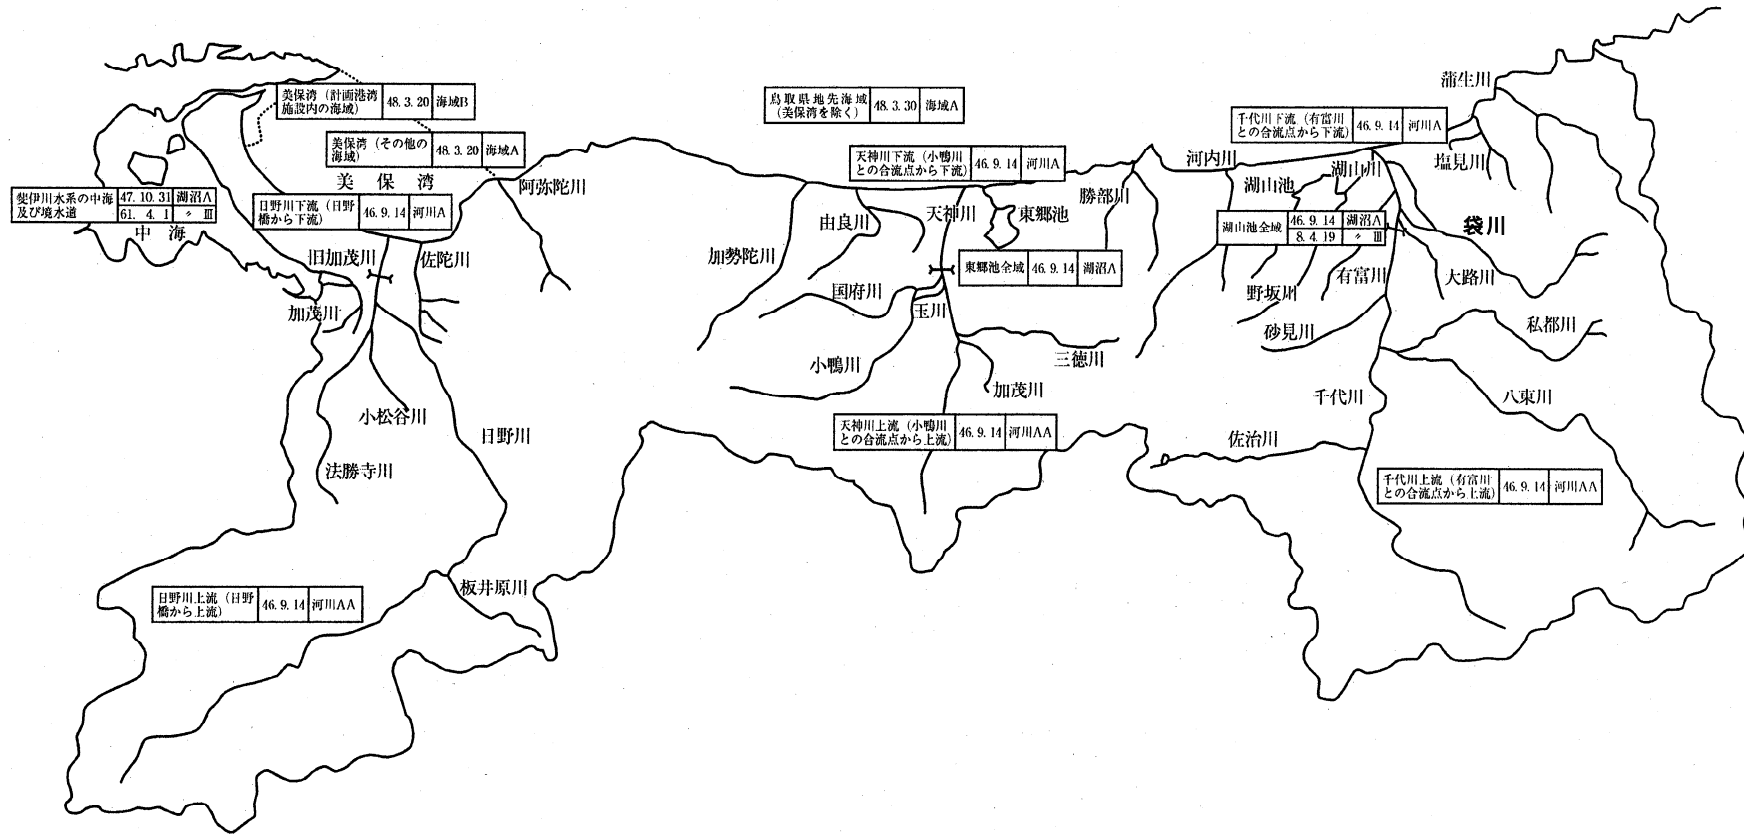 美保湾（計画港湾
施設内の海域）
48. 3. 20
海域B
美保湾（その他の
海域）
48. 3. 20
海域A
鳥取県地先海域
（美保湾を除く）
48. 3. 30
海域A
蒲生川
千代川下流（有富川
との合流点から下流）
46. 9. 14
河川A
塩見川
天神川下流（小鴨川
との合流点から下流）
46. 9. 14
河川A
河内川
湖山池
湖山川
美保湾
阿弥陀川
斐伊川水系の中海
及び境水道
47. 10. 31
湖沼A
61. 4. 1
〃 III
中海
日野川下流（日野
橋から下流）
46. 9. 14
河川A
勝部川
由良川
天神川
東郷池
湖山池全域
46. 9. 14
湖沼A
8. 4. 19
〃 III
袋川
旧加茂川
佐陀川
加勢陀川
東郷池全域
46. 9. 14
湖沼A
有富川
大路川
国府川
玉川
野坂川
加茂川
砂見川
私都川
小鴨川
三徳川
加茂川
千代川
八東川
小松谷川
日野川
天神川上流（小鴨川
との合流点から上流）
46. 9. 14
河川AA
佐治川
法勝寺川
千代川上流（有富川
との合流点から上流）
46. 9. 14
河川AA
板井原川
日野川上流（日野
橋から上流）
46. 9. 14
河川AA